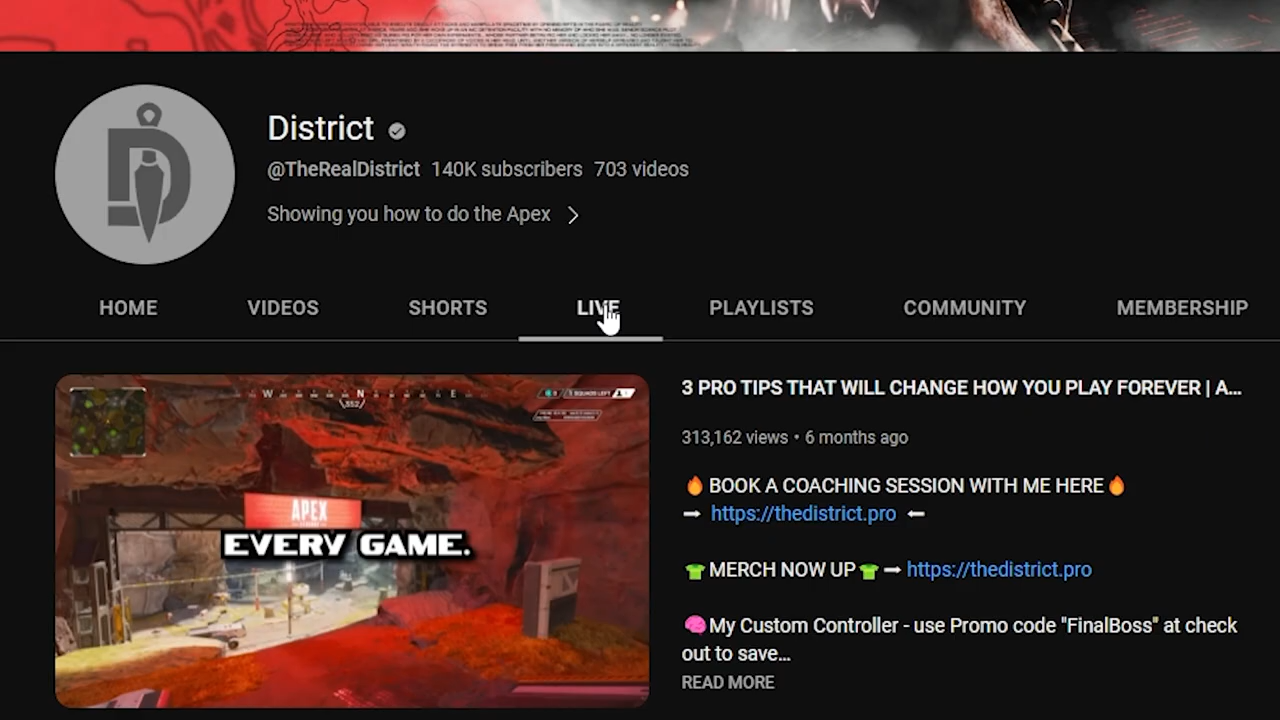 District
@TheRealDistrict 140K subscribers 703 videos
Showing you how to do the Apex
HOME VIDEOS SHORTS LIVE PLAYLISTS COMMUNITY MEMBERSHIP
W N E
352
SQUADS LEFT
APEX
EVERY GAME.
3 PRO TIPS THAT WILL CHANGE HOW YOU PLAY FOREVER | A...
313,162 views • 6 months ago
🔥 BOOK A COACHING SESSION WITH ME HERE 🔥
➡ https://thedistrict.pro ⬅
👕 MERCH NOW UP 👕 ➡ https://thedistrict.pro
🧠 My Custom Controller - use Promo code "FinalBoss" at check
out to save...
READ MORE